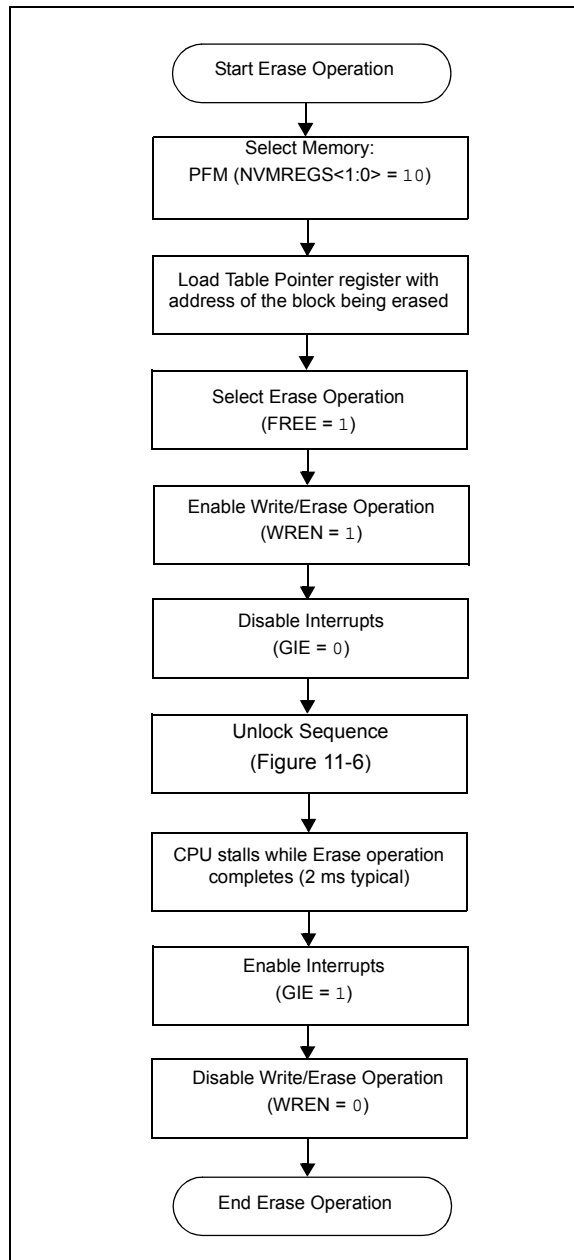 Start Erase Operation
Select Memory:
PFM (NVMREGS<1:0> = 10)
Load Table Pointer register with
address of the block being erased
Select Erase Operation
(FREE = 1)
Enable Write/Erase Operation
(WREN = 1)
Disable Interrupts
(GIE = 0)
Unlock Sequence
(Figure 11-6)
CPU stalls while Erase operation
completes (2 ms typical)
Enable Interrupts
(GIE = 1)
Disable Write/Erase Operation
(WREN = 0)
End Erase Operation